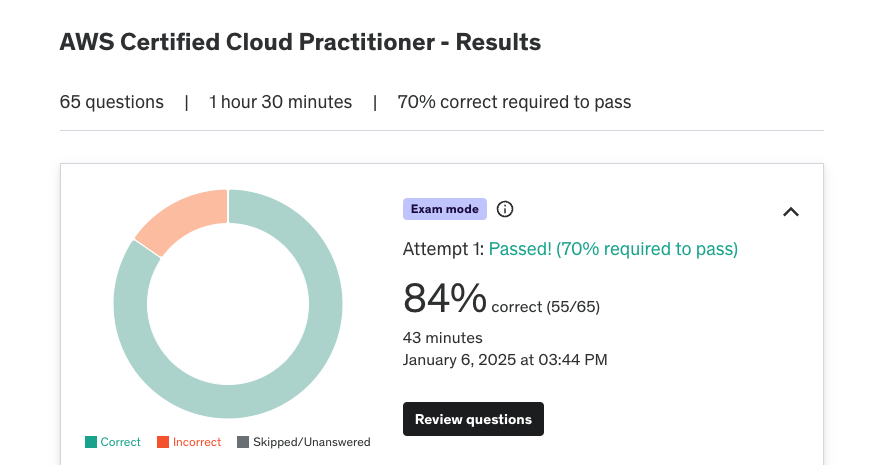 AWS Certified Cloud Practitioner - Results
65 questions | 1 hour 30 minutes | 70% correct required to pass
Exam mode
Attempt 1: Passed! (70% required to pass)
84% correct (55/65)
43 minutes
January 6, 2025 at 03:44 PM
Review questions
Correct Incorrect Skipped/Unanswered